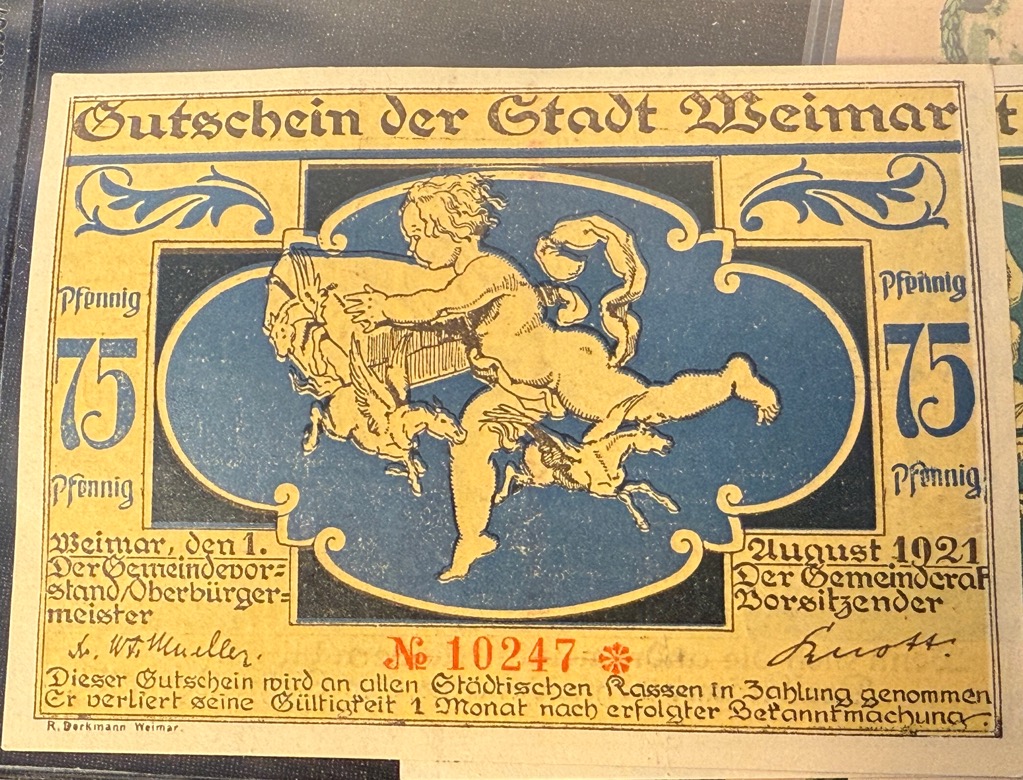 Gutschein der Stadt Weimar
Pfennig
75
Pfennig
Pfennig
75
Pfennig
Weimar, den 1.
Der Gemeindevor=
stand/Oberbürger=
meister
August 1921
Der Gemeinderat
Vorsitzender
Mueller.
Knott.
№ 10247
Dieser Gutschein wird an allen Städtischen Kassen in Zahlung genommen
Er verliert seine Gültigkeit 1 Monat nach erfolgter Bekanntmachung.
R. Borkmann Weimar.
t